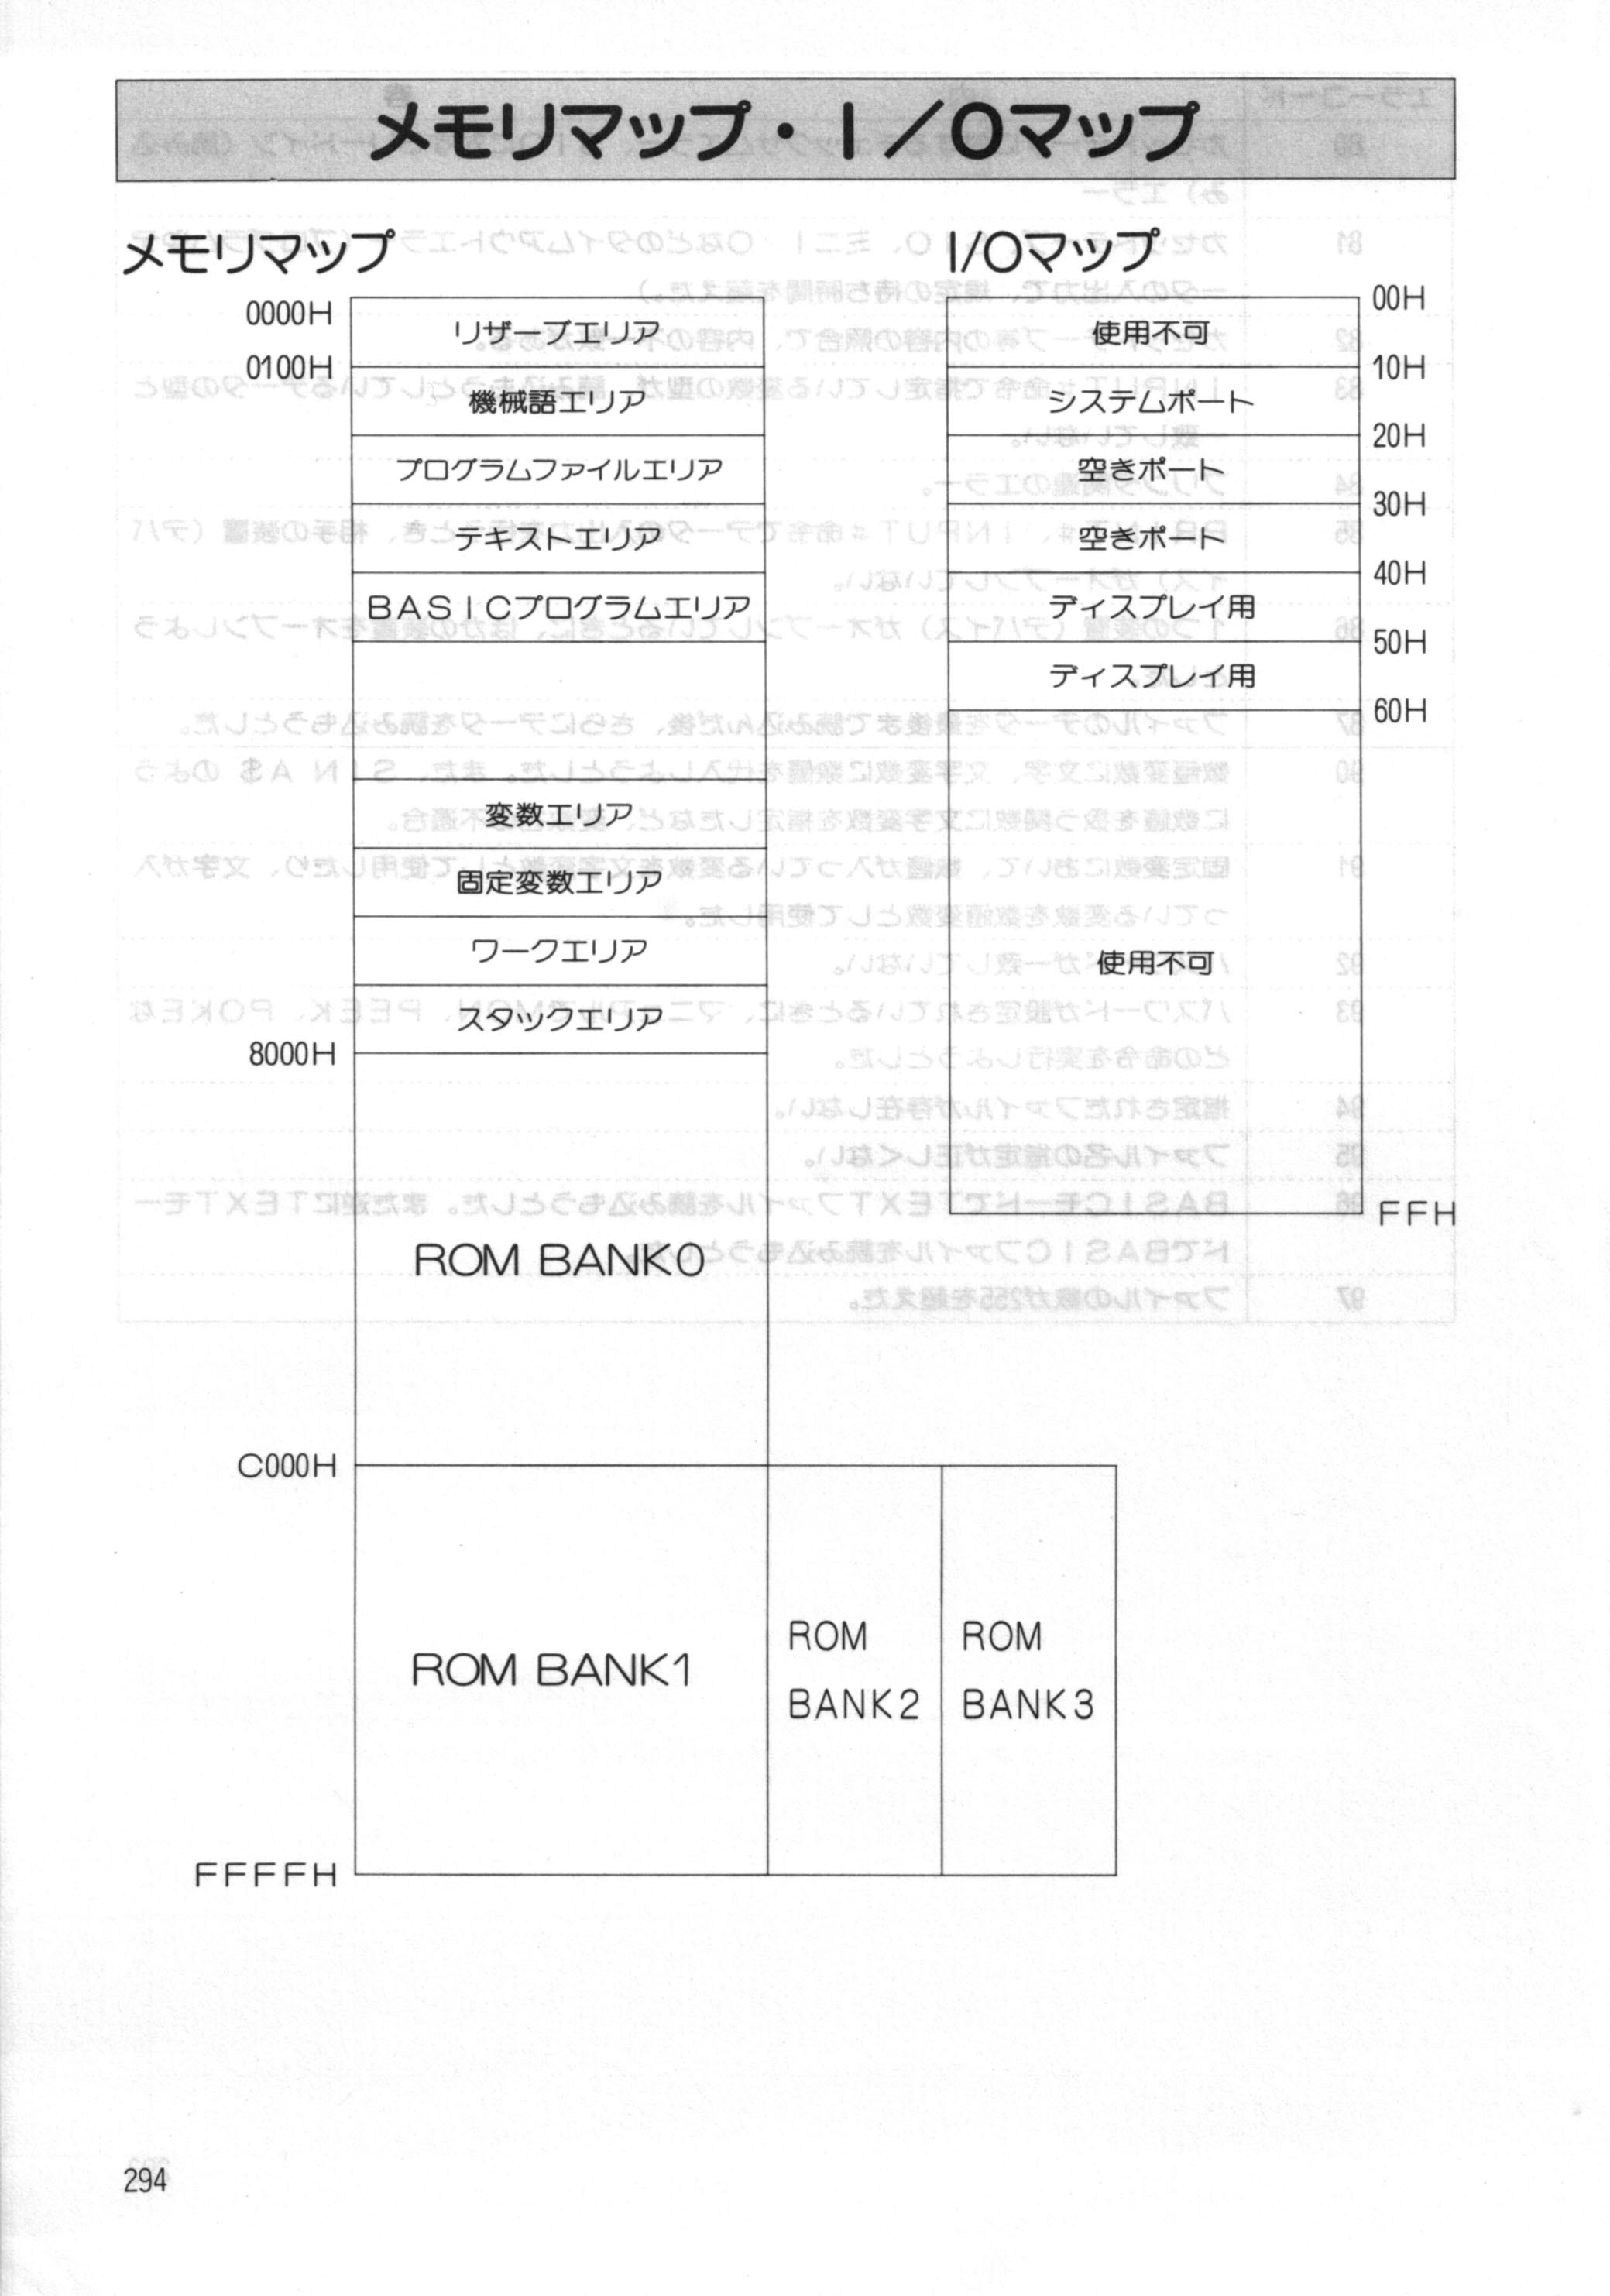 メモリマップ・I／Oマップ
メモリマップ
0000H
リザーブエリア
0100H
機械語エリア
プログラムファイルエリア
テキストエリア
BASICプログラムエリア
変数エリア
固定変数エリア
ワークエリア
スタックエリア
8000H
ROM BANK0
C000H
ROM BANK1
ROM
BANK2
ROM
BANK3
FFFFH
I/Oマップ
00H
使用不可
10H
システムポート
20H
空きポート
30H
空きポート
40H
ディスプレイ用
50H
ディスプレイ用
60H
使用不可
FFH
294